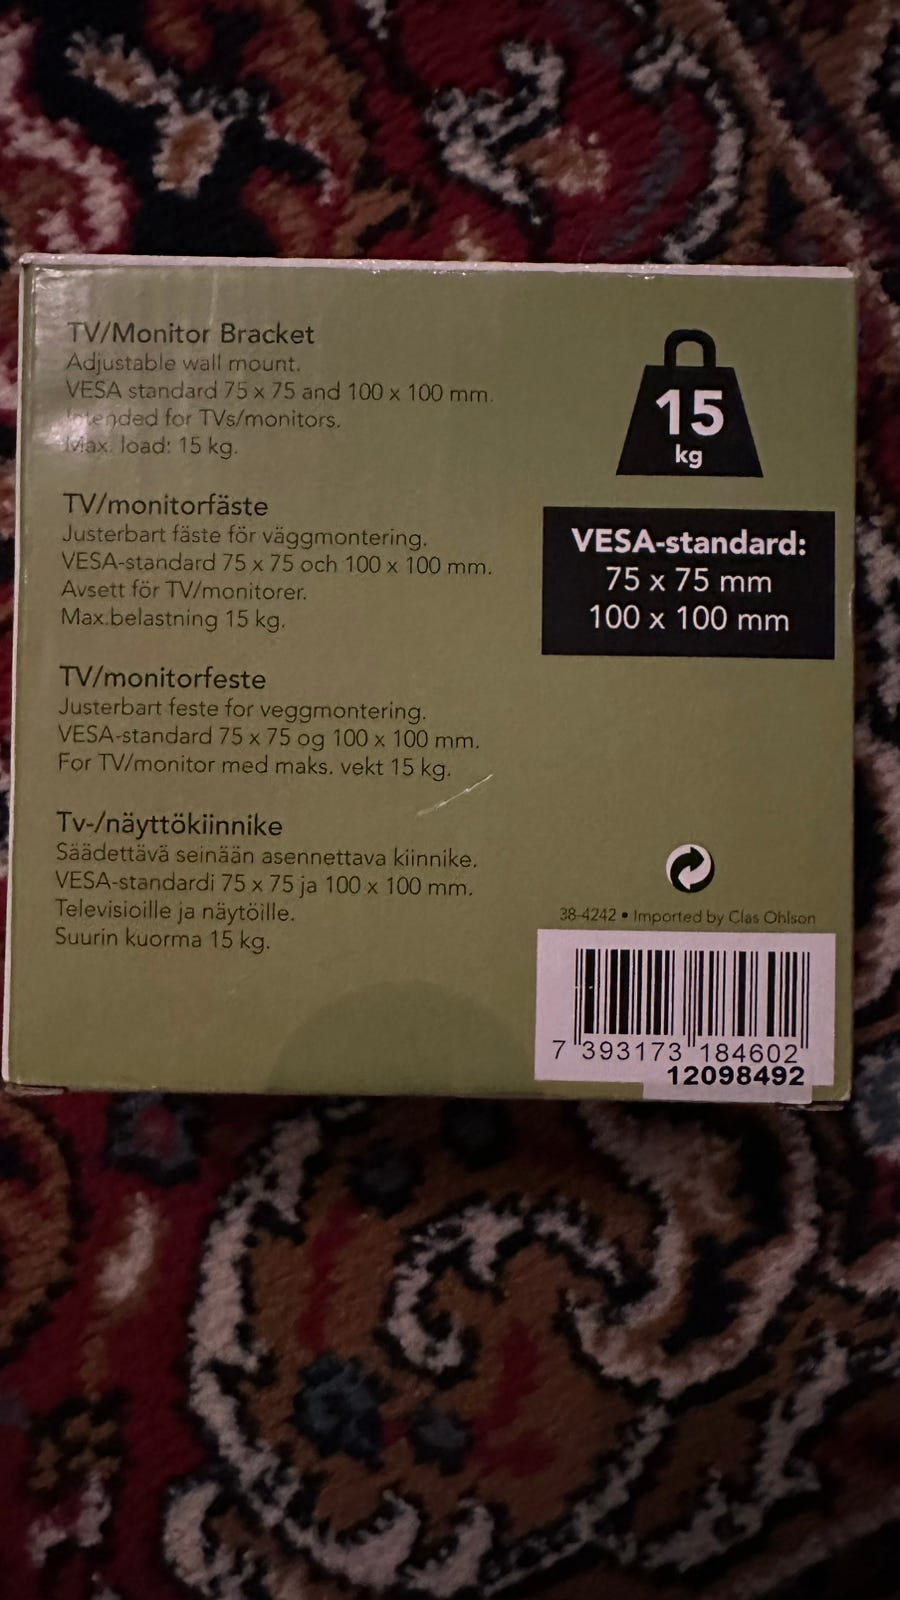 TV/Monitor Bracket
Adjustable wall mount.
VESA standard 75 x 75 and 100 x 100 mm.
Intended for TVs/monitors.
Max. load: 15 kg.
TV/monitorfäste
Justerbart fäste för väggmontering.
VESA-standard 75 x 75 och 100 x 100 mm.
Avsett för TV/monitorer.
Max.belastning 15 kg.
TV/monitorfeste
Justerbart feste for veggmontering.
VESA-standard 75 x 75 og 100 x 100 mm.
For TV/monitor med maks. vekt 15 kg.
Tv-/näyttökiinnike
Säädettävä seinään asennettava kiinnike.
VESA-standardi 75 x 75 ja 100 x 100 mm.
Televisioille ja näytöille.
Suurin kuorma 15 kg.
15
kg
VESA-standard:
75 x 75 mm
100 x 100 mm
38-4242 • Imported by Clas Ohlson
7 393173 184602
12098492